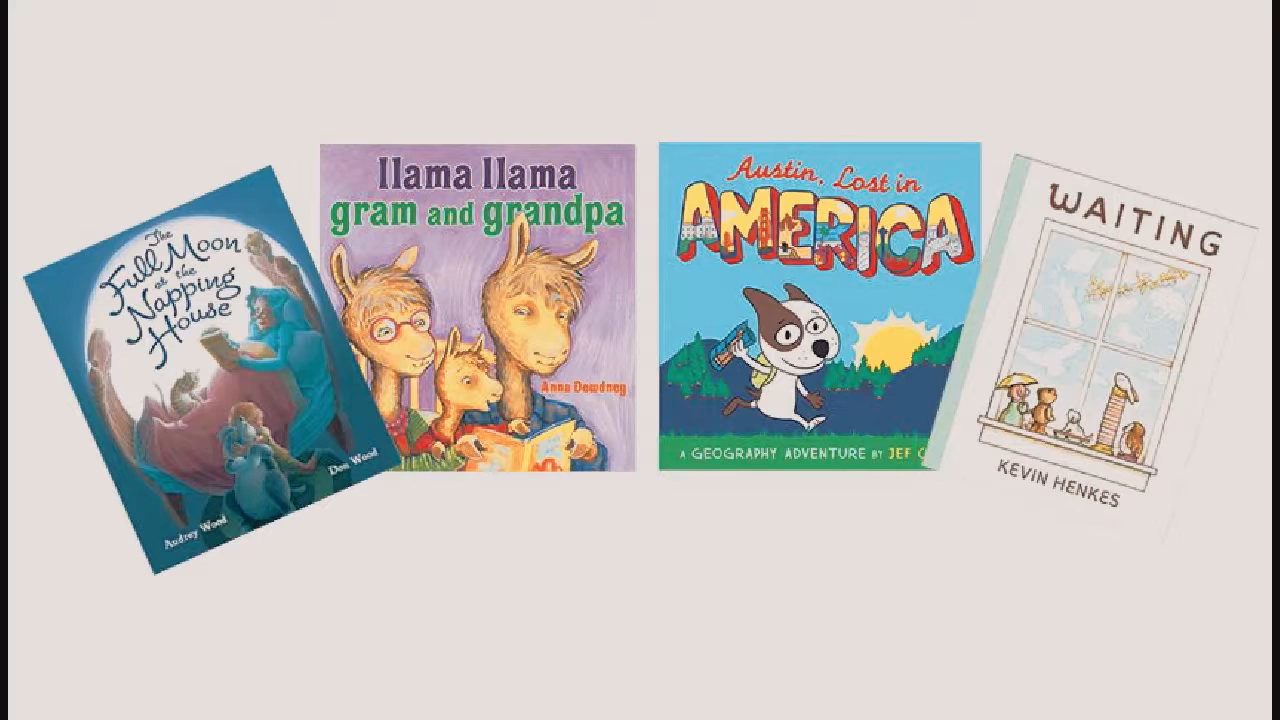 The
Full Moon
at the
Napping
House
Audrey Wood
Don Wood
llama llama
gram and grandpa
Anna Dewdney
Austin, Lost in
AMERICA
A GEOGRAPHY ADVENTURE BY JEF
WAITING
KEVIN HENKES